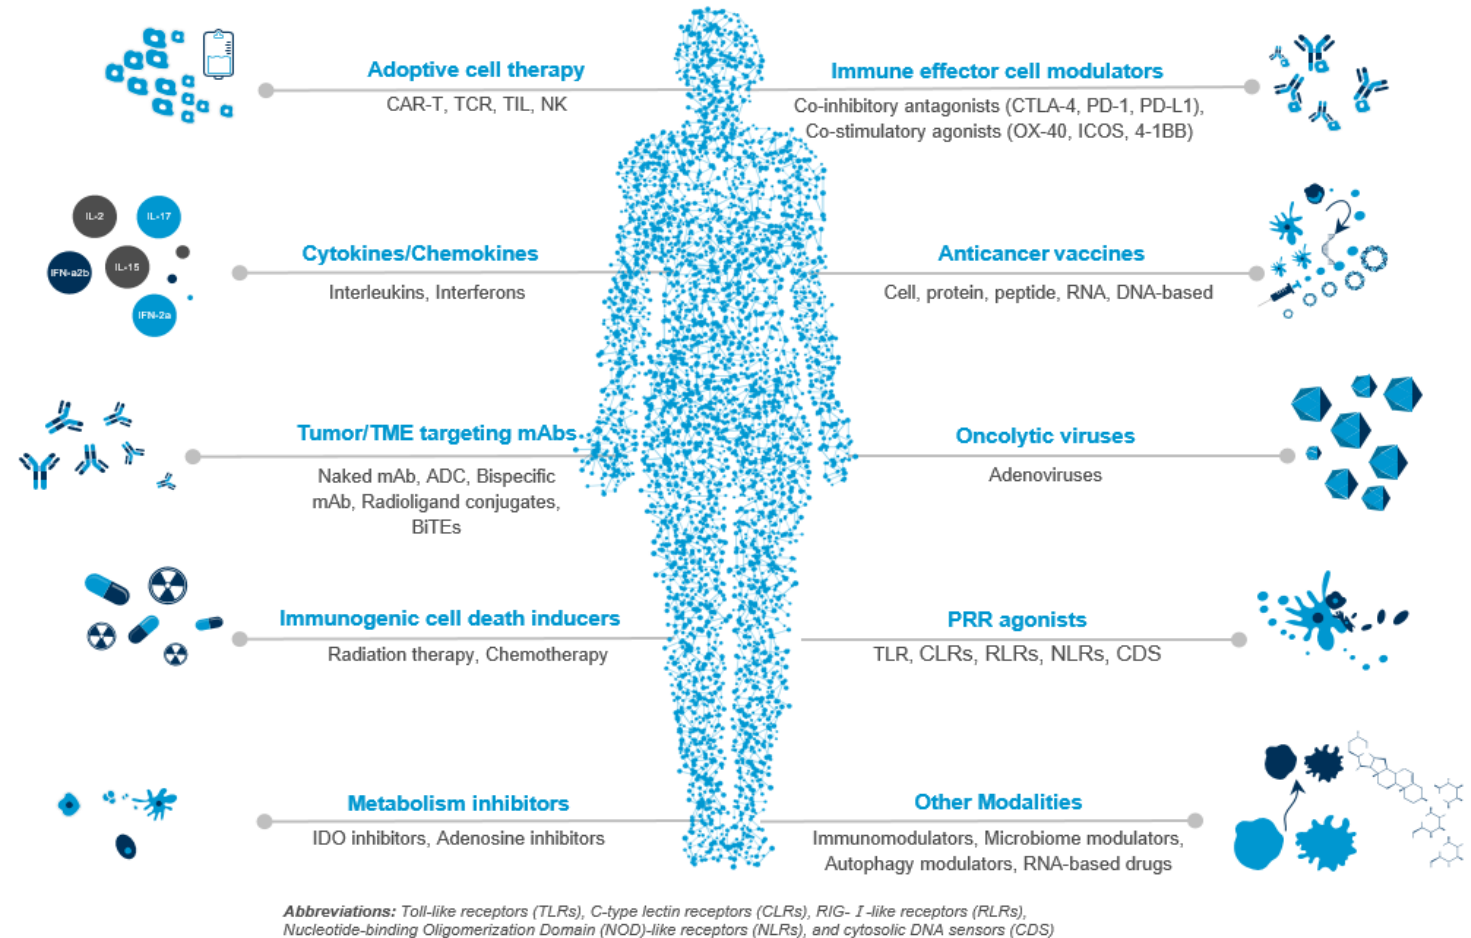 Adoptive cell therapy
CAR-T, TCR, TIL, NK
Immune effector cell modulators
Co-inhibitory antagonists (CTLA-4, PD-1, PD-L1),
Co-stimulatory agonists (OX-40, ICOS, 4-1BB)
IL-2
IL-17
IFN-a2b
IL-15
IFN-2a
Cytokines/Chemokines
Interleukins, Interferons
Anticancer vaccines
Cell, protein, peptide, RNA, DNA-based
Tumor/TME targeting mAbs
Naked mAb, ADC, Bispecific
mAb, Radioligand conjugates,
BiTEs
Oncolytic viruses
Adenoviruses
Immunogenic cell death inducers
Radiation therapy, Chemotherapy
PRR agonists
TLR, CLRs, RLRs, NLRs, CDS
Metabolism inhibitors
IDO inhibitors, Adenosine inhibitors
Other Modalities
Immunomodulators, Microbiome modulators,
Autophagy modulators, RNA-based drugs
Abbreviations: Toll-like receptors (TLRs), C-type lectin receptors (CLRs), RIG- I -like receptors (RLRs),
Nucleotide-binding Oligomerization Domain (NOD)-like receptors (NLRs), and cytosolic DNA sensors (CDS)